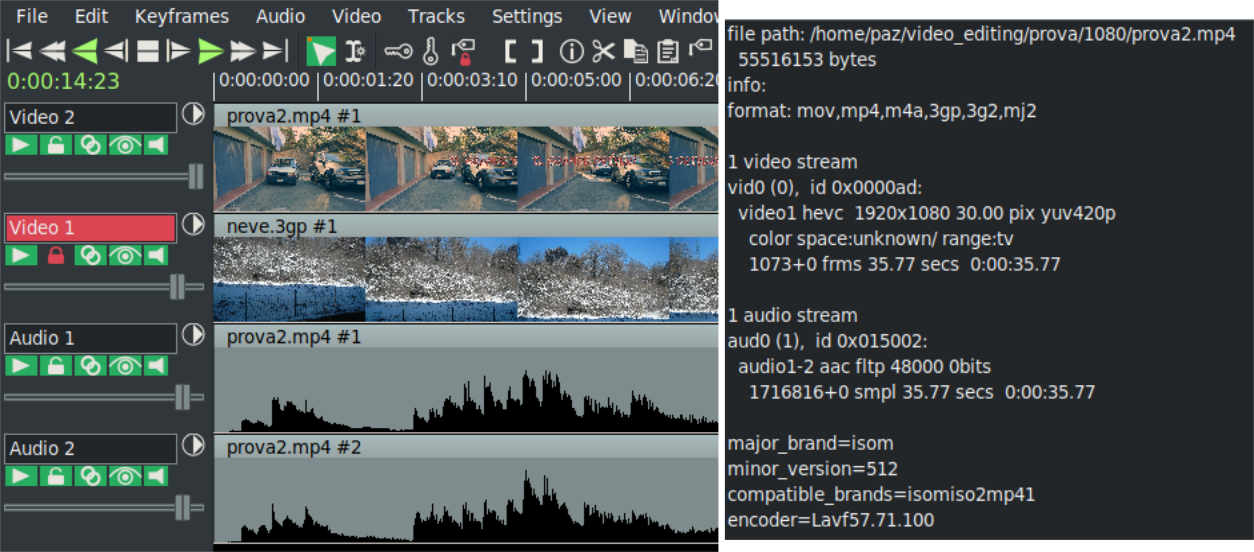 File Edit Keyframes Audio Video Tracks Settings View Window
0:00:14:23
0:00:00:00 0:00:01:20 0:00:03:10 0:00:05:00 0:00:06:20
Video 2
prova2.mp4 #1
Video 1
neve.3gp #1
Audio 1
prova2.mp4 #1
Audio 2
prova2.mp4 #2
file path: /home/paz/video_editing/prova/1080/prova2.mp4
55516153 bytes
info:
format: mov,mp4,m4a,3gp,3g2,mj2
1 video stream
vid0 (0), id 0x0000ad:
video1 hevc 1920x1080 30.00 pix yuv420p
color space:unknown/ range:tv
1073+0 frms 35.77 secs 0:00:35.77
1 audio stream
aud0 (1), id 0x015002:
audio1-2 aac fltp 48000 0bits
1716816+0 smpl 35.77 secs 0:00:35.77
major_brand=isom
minor_version=512
compatible_brands=isomiso2mp41
encoder=Lavf57.71.100